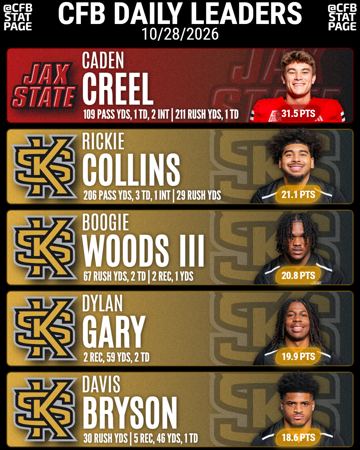 @CFB
STAT
PAGE
CFB DAILY LEADERS
10/28/2026
@CFB
STAT
PAGE
JAX
STATE
CADEN
CREEL
109 PASS YDS, 1 TD, 2 INT | 211 RUSH YDS, 1 TD
31.5 PTS
KS
RICKIE
COLLINS
206 PASS YDS, 3 TD, 1 INT | 29 RUSH YDS
21.1 PTS
KS
BOOGIE
WOODS III
67 RUSH YDS, 2 TD | 2 REC, 1 YDS
20.8 PTS
KS
DYLAN
GARY
2 REC, 59 YDS, 2 TD
19.9 PTS
KS
DAVIS
BRYSON
30 RUSH YDS | 5 REC, 46 YDS, 1 TD
18.6 PTS